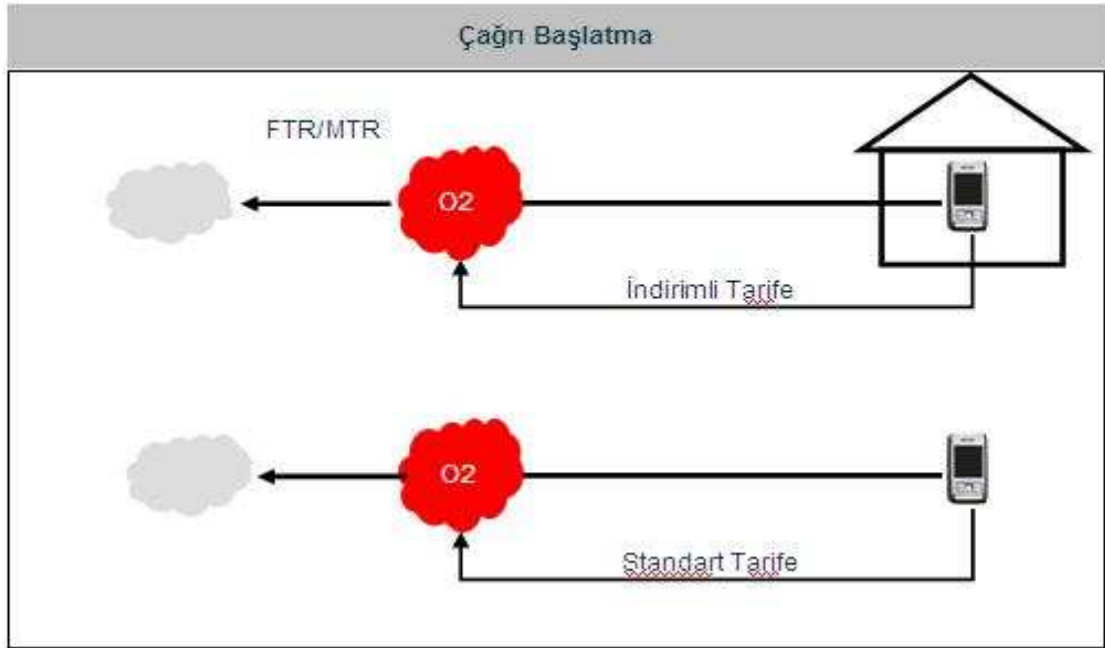 Çağrı Başlatma
FTR/MTR
O2
İndirimli Tarife
O2
Standart Tarife